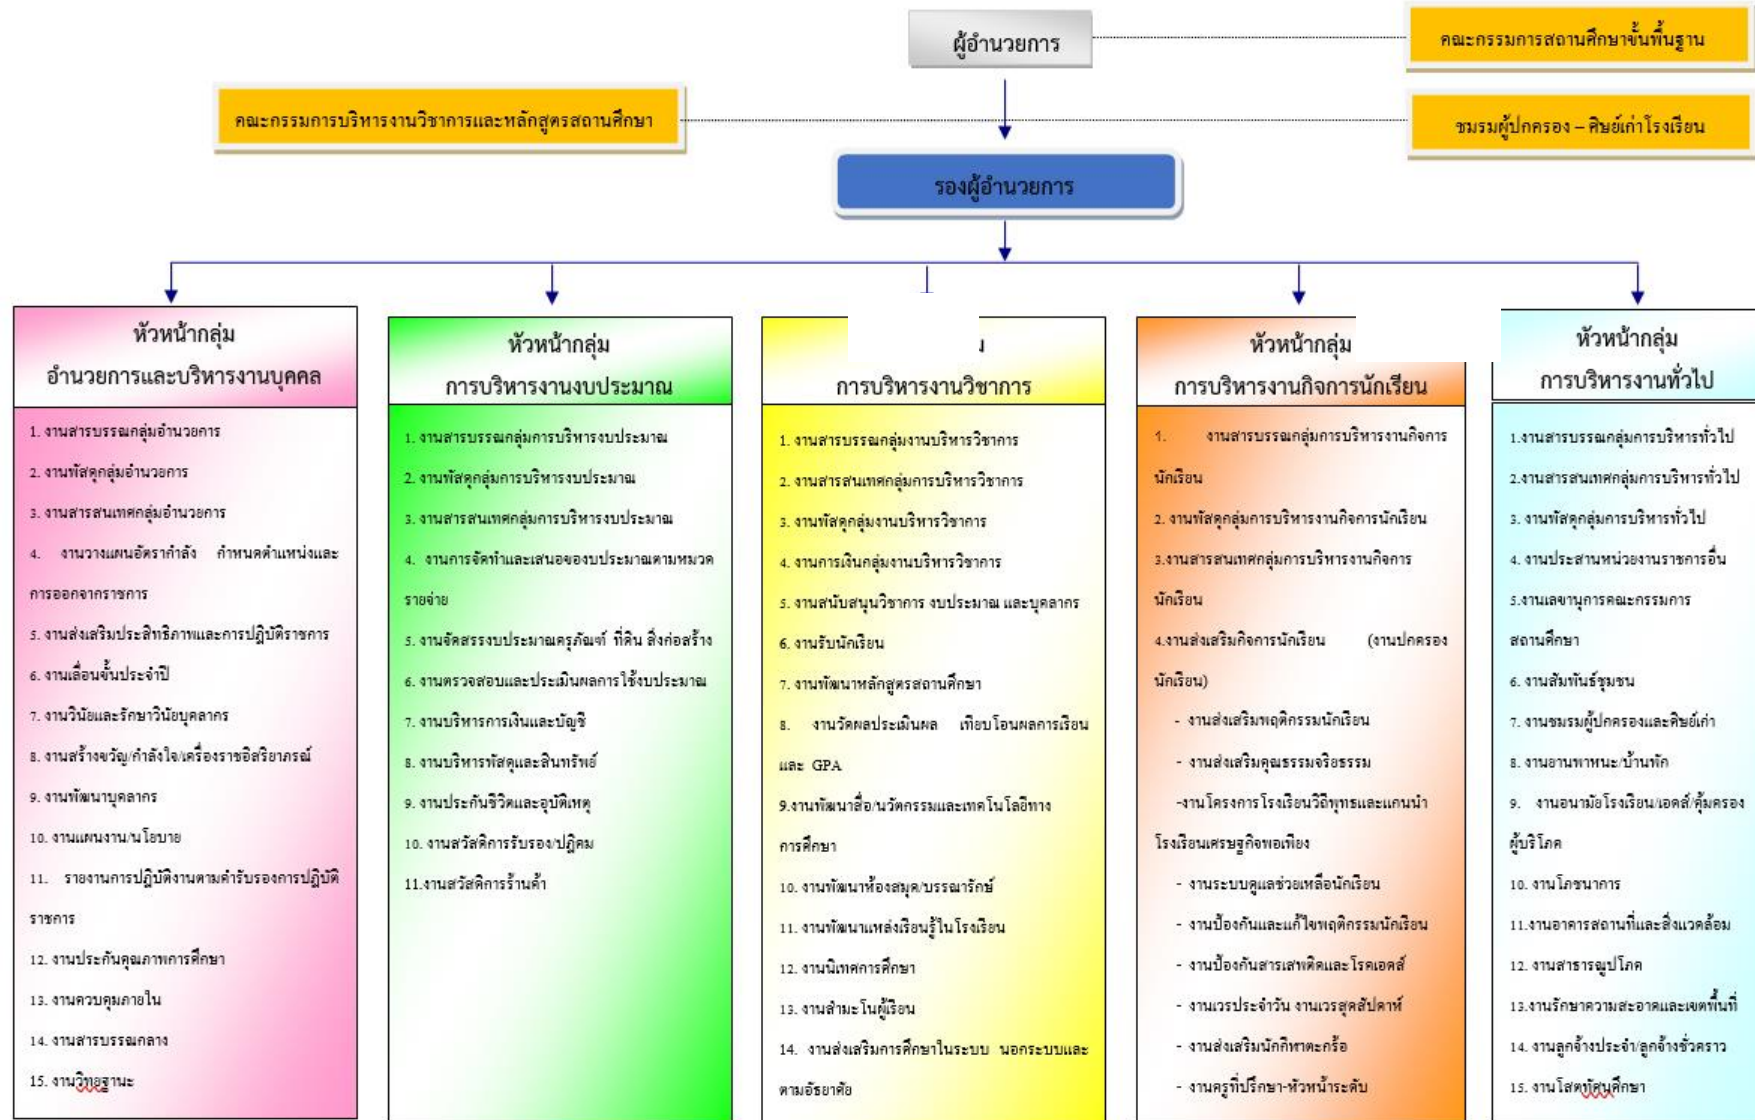 ผู้อำนวยการ
คณะกรรมการสถานศึกษาขั้นพื้นฐาน
คณะกรรมการบริหารงานวิชาการและหลักสูตรสถานศึกษา
ชมรมผู้ปกครอง – ศิษย์เก่าโรงเรียน
รองผู้อำนวยการ
หัวหน้ากลุ่ม
อำนวยการและบริหารงานบุคคล
1. งานสารบรรณกลุ่มอำนวยการ
2. งานพัสดุกลุ่มอำนวยการ
3. งานสารสนเทศกลุ่มอำนวยการ
4. งานวางแผนอัตรากำลัง กำหนดตำแหน่งและ
การออกจากราชการ
5. งานส่งเสริมประสิทธิภาพและการปฏิบัติราชการ
6. งานเลื่อนขั้นประจำปี
7. งานวินัยและรักษาวินัยบุคลากร
8. งานสร้างขวัญ/กำลังใจ/เครื่องราชอิสริยาภรณ์
9. งานพัฒนาบุคลากร
10. งานแผนงาน/นโยบาย
11. รายงานการปฏิบัติงานตามคำรับรองการปฏิบัติ
ราชการ
12. งานประกันคุณภาพการศึกษา
13. งานควบคุมภายใน
14. งานสารบรรณกลาง
15. งานวิทยฐานะ
หัวหน้ากลุ่ม
การบริหารงานงบประมาณ
1. งานสารบรรณกลุ่มการบริหารงบประมาณ
2. งานพัสดุกลุ่มการบริหารงบประมาณ
3. งานสารสนเทศกลุ่มการบริหารงบประมาณ
4. งานการจัดทำและเสนอของบประมาณตามหมวด
รายจ่าย
5. งานจัดสรรงบประมาณครุภัณฑ์ ที่ดิน สิ่งก่อสร้าง
6. งานตรวจสอบและประเมินผลการใช้งบประมาณ
7. งานบริหารการเงินและบัญชี
8. งานบริหารพัสดุและสินทรัพย์
9. งานประกันชีวิตและอุบัติเหตุ
10. งานสวัสดิการรับรอง/ปฏิคม
11.งานสวัสดิการร้านค้า
ม
การบริหารงานวิชาการ
1. งานสารบรรณกลุ่มงานบริหารวิชาการ
2. งานสารสนเทศกลุ่มการบริหารวิชาการ
3. งานพัสดุกลุ่มงานบริหารวิชาการ
4. งานการเงินกลุ่มงานบริหารวิชาการ
5. งานสนับสนุนวิชาการ งบประมาณ และบุคลากร
6. งานรับนักเรียน
7. งานพัฒนาหลักสูตรสถานศึกษา
8. งานวัดผลประเมินผล เทียบโอนผลการเรียน
และ GPA
9.งานพัฒนาสื่อ/นวัตกรรมและเทคโนโลยีทาง
การศึกษา
10. งานพัฒนาห้องสมุด/บรรณารักษ์
11. งานพัฒนาแหล่งเรียนรู้ในโรงเรียน
12. งานนิเทศการศึกษา
13. งานสำมะโนผู้เรียน
14. งานส่งเสริมการศึกษาในระบบ นอกระบบและ
ตามอัธยาศัย
หัวหน้ากลุ่ม
การบริหารงานกิจการนักเรียน
1. งานสารบรรณกลุ่มการบริหารงานกิจการ
นักเรียน
2. งานพัสดุกลุ่มการบริหารงานกิจการนักเรียน
3.งานสารสนเทศกลุ่มการบริหารงานกิจการ
นักเรียน
4.งานส่งเสริมกิจการนักเรียน (งานปกครอง
นักเรียน)
- งานส่งเสริมพฤติกรรมนักเรียน
- งานส่งเสริมคุณธรรมจริยธรรม
-งานโครงการโรงเรียนวิถีพุทธและแกนนำ
โรงเรียนเศรษฐกิจพอเพียง
- งานระบบดูแลช่วยเหลือนักเรียน
- งานป้องกันและแก้ไขพฤติกรรมนักเรียน
- งานป้องกันสารเสพติดและโรคเอดส์
- งานเวรประจำวัน งานเวรสุดสัปดาห์
- งานส่งเสริมนักกีฬาตะกร้อ
- งานครูที่ปรึกษา-หัวหน้าระดับ
หัวหน้ากลุ่ม
การบริหารงานทั่วไป
1.งานสารบรรณกลุ่มการบริหารทั่วไป
2.งานสารสนเทศกลุ่มการบริหารทั่วไป
3. งานพัสดุกลุ่มการบริหารทั่วไป
4. งานประสานหน่วยงานราชการอื่น
5.งานเลขานุการคณะกรรมการ
สถานศึกษา
6. งานสัมพันธ์ชุมชน
7. งานชมรมผู้ปกครองและศิษย์เก่า
8. งานยานพาหนะ/บ้านพัก
9. งานอนามัยโรงเรียน/เอดส์/คุ้มครอง
ผู้บริโภค
10. งานโภชนาการ
11.งานอาคารสถานที่และสิ่งแวดล้อม
12. งานสาธารณูปโภค
13.งานรักษาความสะอาดและเขตพื้นที่
14. งานลูกจ้างประจำ/ลูกจ้างชั่วคราว
15. งานโสตทัศนศึกษา